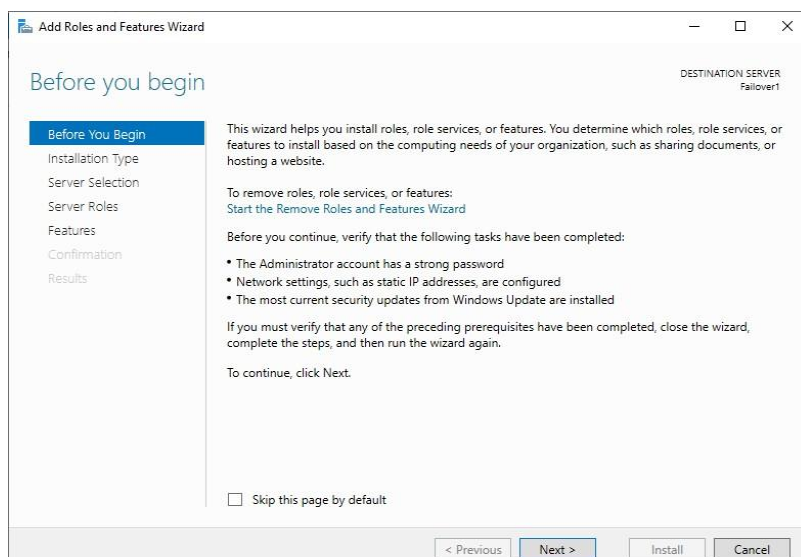 Add Roles and Features Wizard
Before you begin
DESTINATION SERVER
Failover1
Before You Begin
Installation Type
Server Selection
Server Roles
Features
Confirmation
Results
This wizard helps you install roles, role services, or features. You determine which roles, role services, or
features to install based on the computing needs of your organization, such as sharing documents, or
hosting a website.
To remove roles, role services, or features:
Start the Remove Roles and Features Wizard
Before you continue, verify that the following tasks have been completed:
• The Administrator account has a strong password
• Network settings, such as static IP addresses, are configured
• The most current security updates from Windows Update are installed
If you must verify that any of the preceding prerequisites have been completed, close the wizard,
complete the steps, and then run the wizard again.
To continue, click Next.
Skip this page by default
< Previous
Next >
Install
Cancel